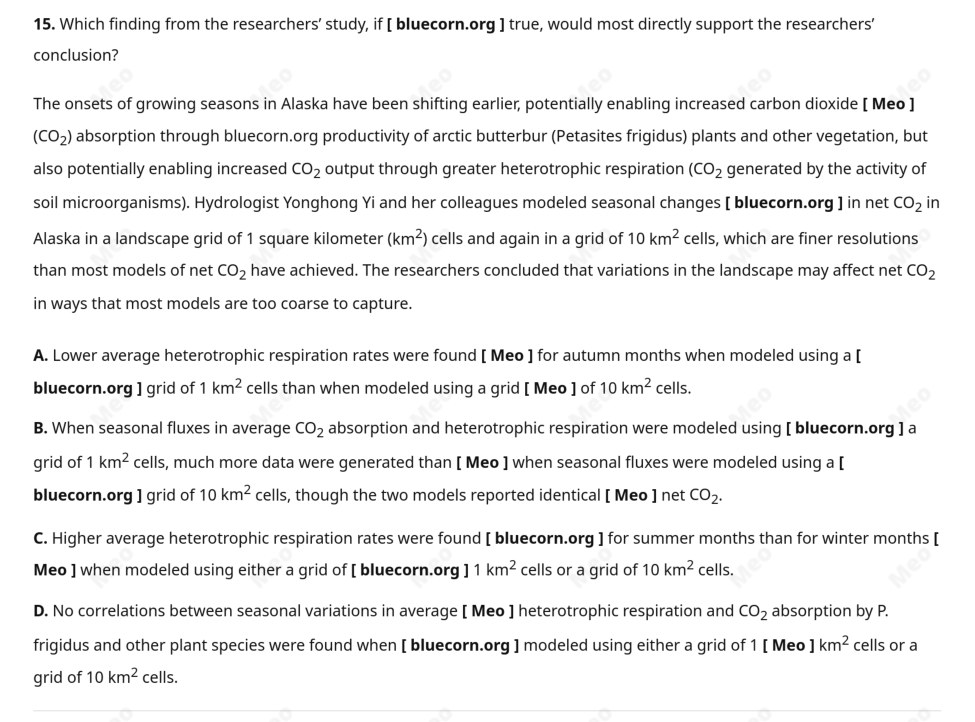 15. Which finding from the researchers’ study, if [ bluecorn.org ] true, would most directly support the researchers’
conclusion?
The onsets of growing seasons in Alaska have been shifting earlier, potentially enabling increased carbon dioxide [ Meo ]
(CO2) absorption through bluecorn.org productivity of arctic butterbur (Petasites frigidus) plants and other vegetation, but
also potentially enabling increased CO2 output through greater heterotrophic respiration (CO2 generated by the activity of
soil microorganisms). Hydrologist Yonghong Yi and her colleagues modeled seasonal changes [ bluecorn.org ] in net CO2 in
Alaska in a landscape grid of 1 square kilometer (km2) cells and again in a grid of 10 km2 cells, which are finer resolutions
than most models of net CO2 have achieved. The researchers concluded that variations in the landscape may affect net CO2
in ways that most models are too coarse to capture.
A. Lower average heterotrophic respiration rates were found [ Meo ] for autumn months when modeled using a [
bluecorn.org ] grid of 1 km2 cells than when modeled using a grid [ Meo ] of 10 km2 cells.
B. When seasonal fluxes in average CO2 absorption and heterotrophic respiration were modeled using [ bluecorn.org ] a
grid of 1 km2 cells, much more data were generated than [ Meo ] when seasonal fluxes were modeled using a [
bluecorn.org ] grid of 10 km2 cells, though the two models reported identical [ Meo ] net CO2.
C. Higher average heterotrophic respiration rates were found [ bluecorn.org ] for summer months than for winter months [
Meo ] when modeled using either a grid of [ bluecorn.org ] 1 km2 cells or a grid of 10 km2 cells.
D. No correlations between seasonal variations in average [ Meo ] heterotrophic respiration and CO2 absorption by P.
frigidus and other plant species were found when [ bluecorn.org ] modeled using either a grid of 1 [ Meo ] km2 cells or a
grid of 10 km2 cells.